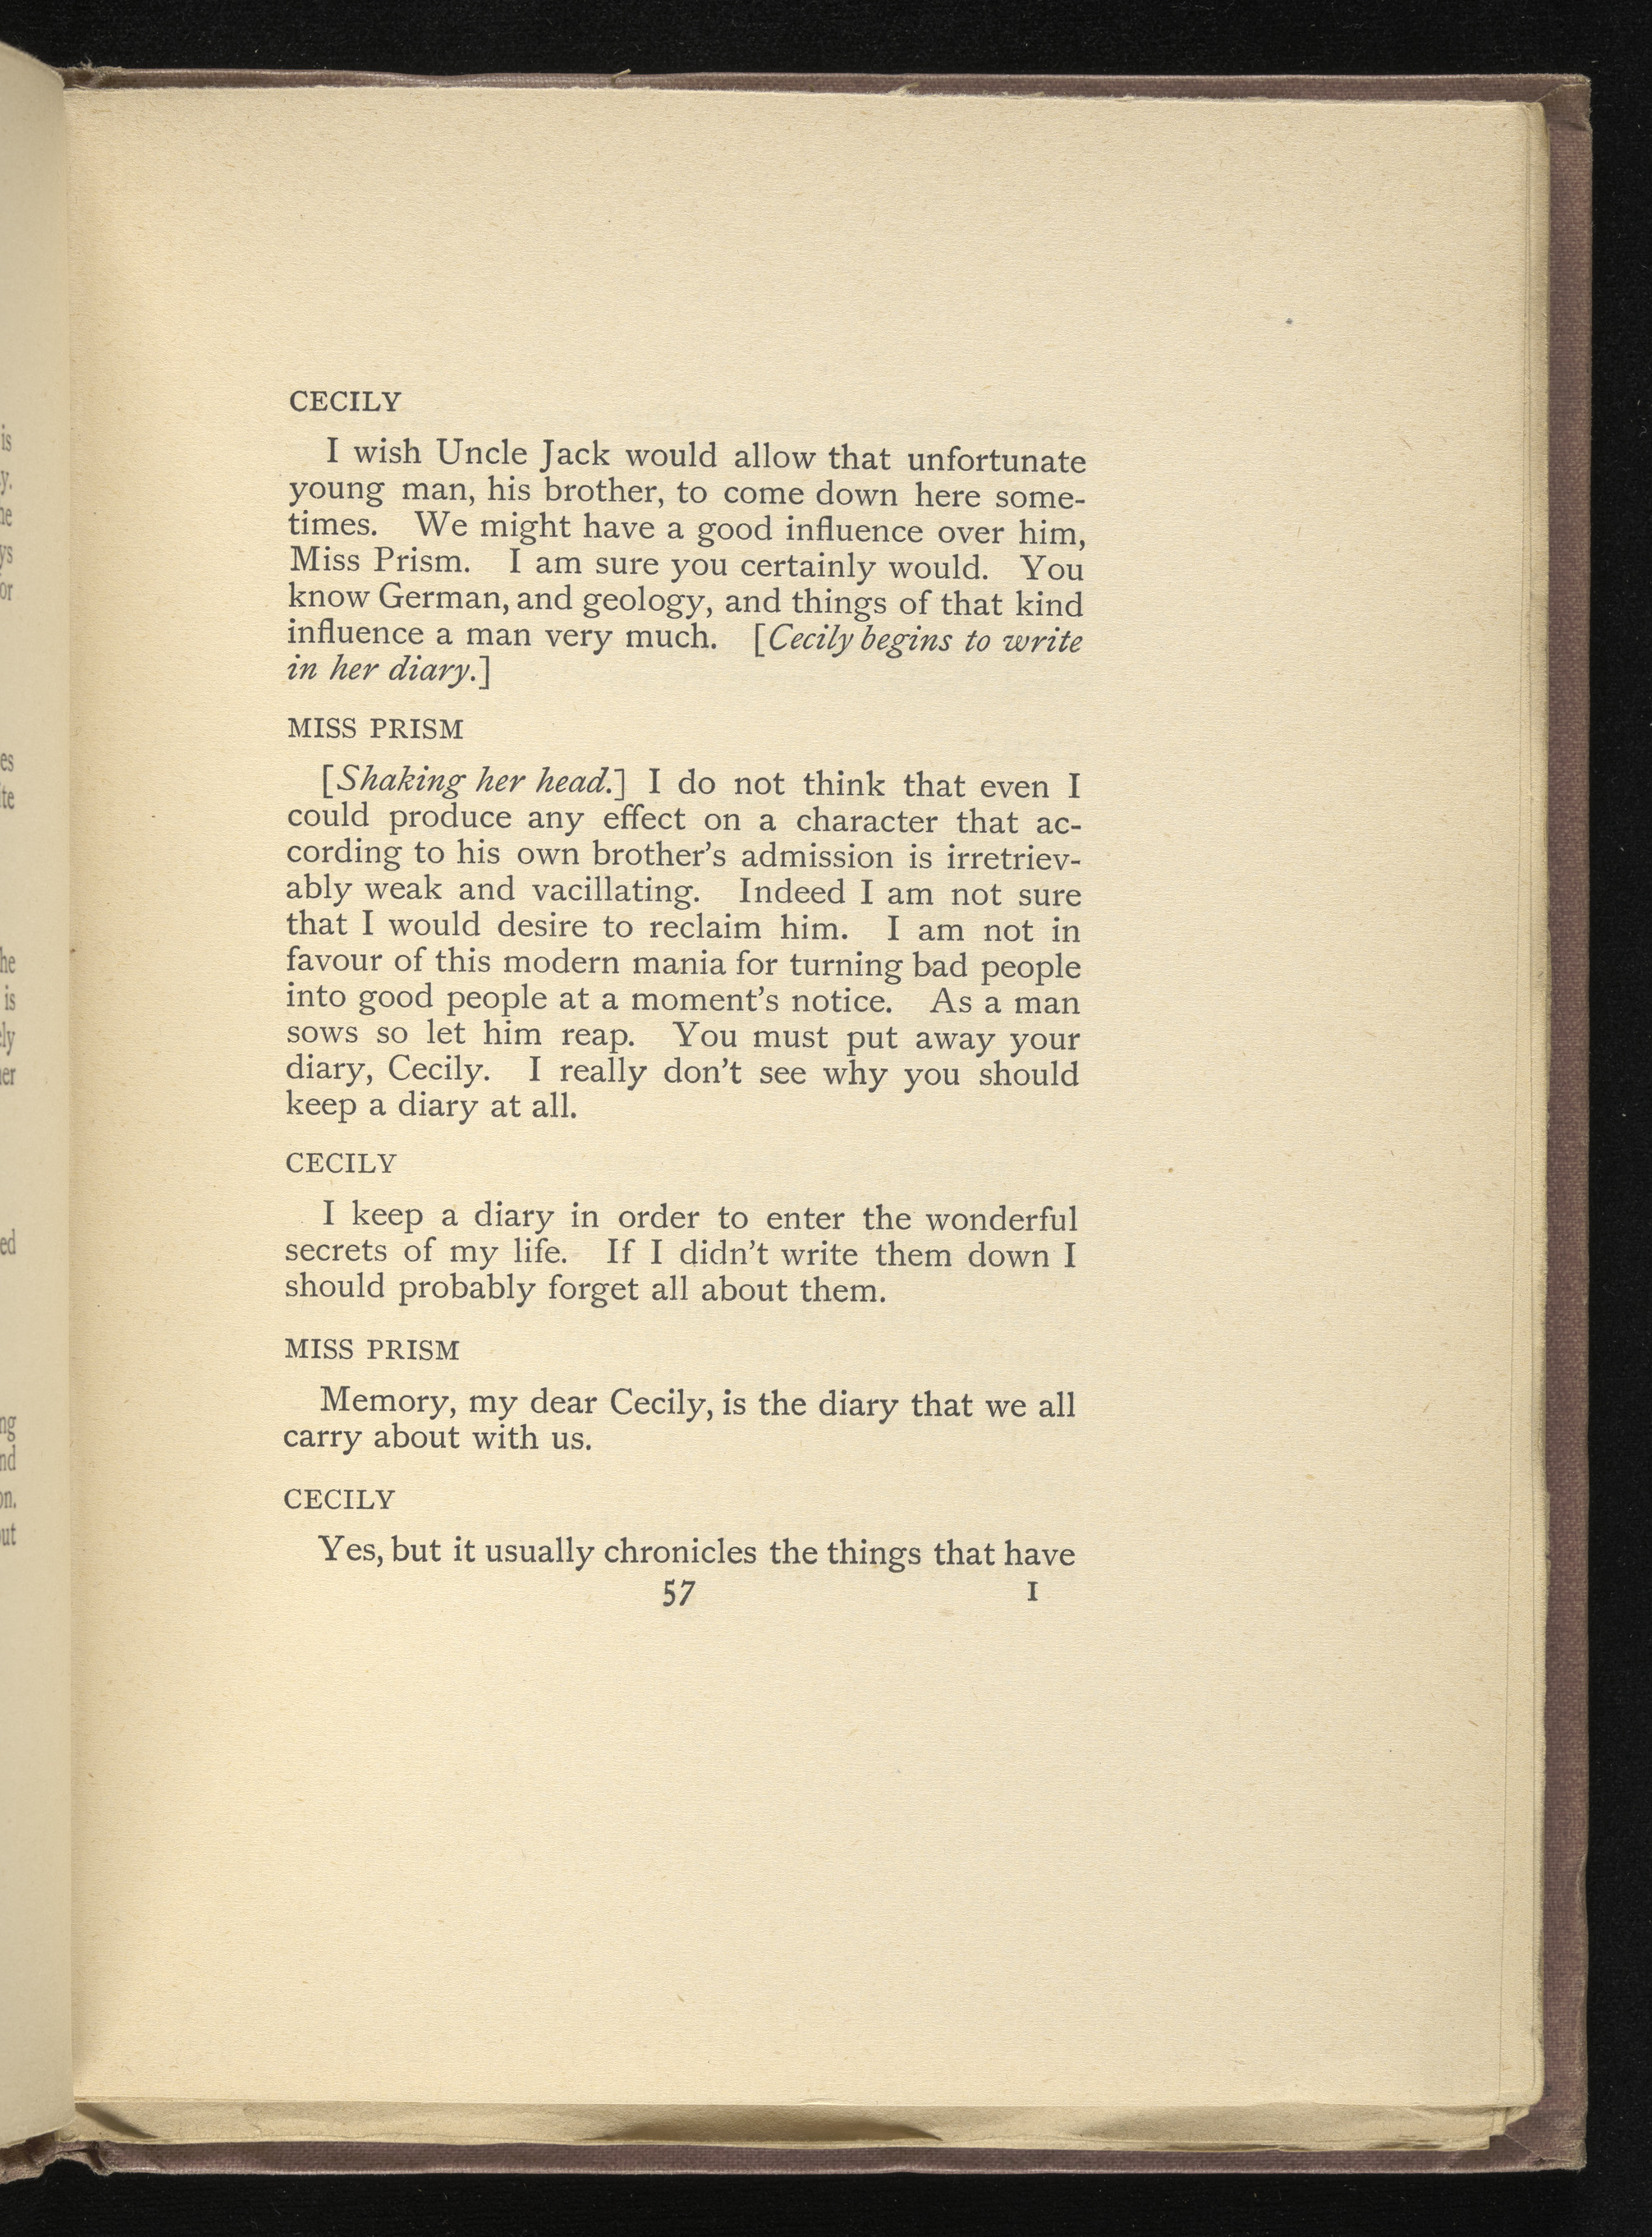 CECILY
I wish Uncle Jack would allow that unfortunate
young man, his brother, to come down here some-
times. We might have a good influence over him,
Miss Prism. I am sure you certainly would. You
know German, and geology, and things of that kind
influence a man very much. [Cecily begins to write
in her diary.]
MISS PRISM
[Shaking her head.] I do not think that even I
could produce any effect on a character that ac-
cording to his own brother's admission is irretriev-
ably weak and vacillating. Indeed I am not sure
that I would desire to reclaim him. I am not in
favour of this modern mania for turning bad people
into good people at a moment's notice. As a man
sows so let him reap. You must put away your
diary, Cecily. I really don't see why you should
keep a diary at all.
CECILY
I keep a diary in order to enter the wonderful
secrets of my life. If I didn't write them down I
should probably forget all about them.
MISS PRISM
Memory, my dear Cecily, is the diary that we all
carry about with us.
CECILY
Yes, but it usually chronicles the things that have
57 I